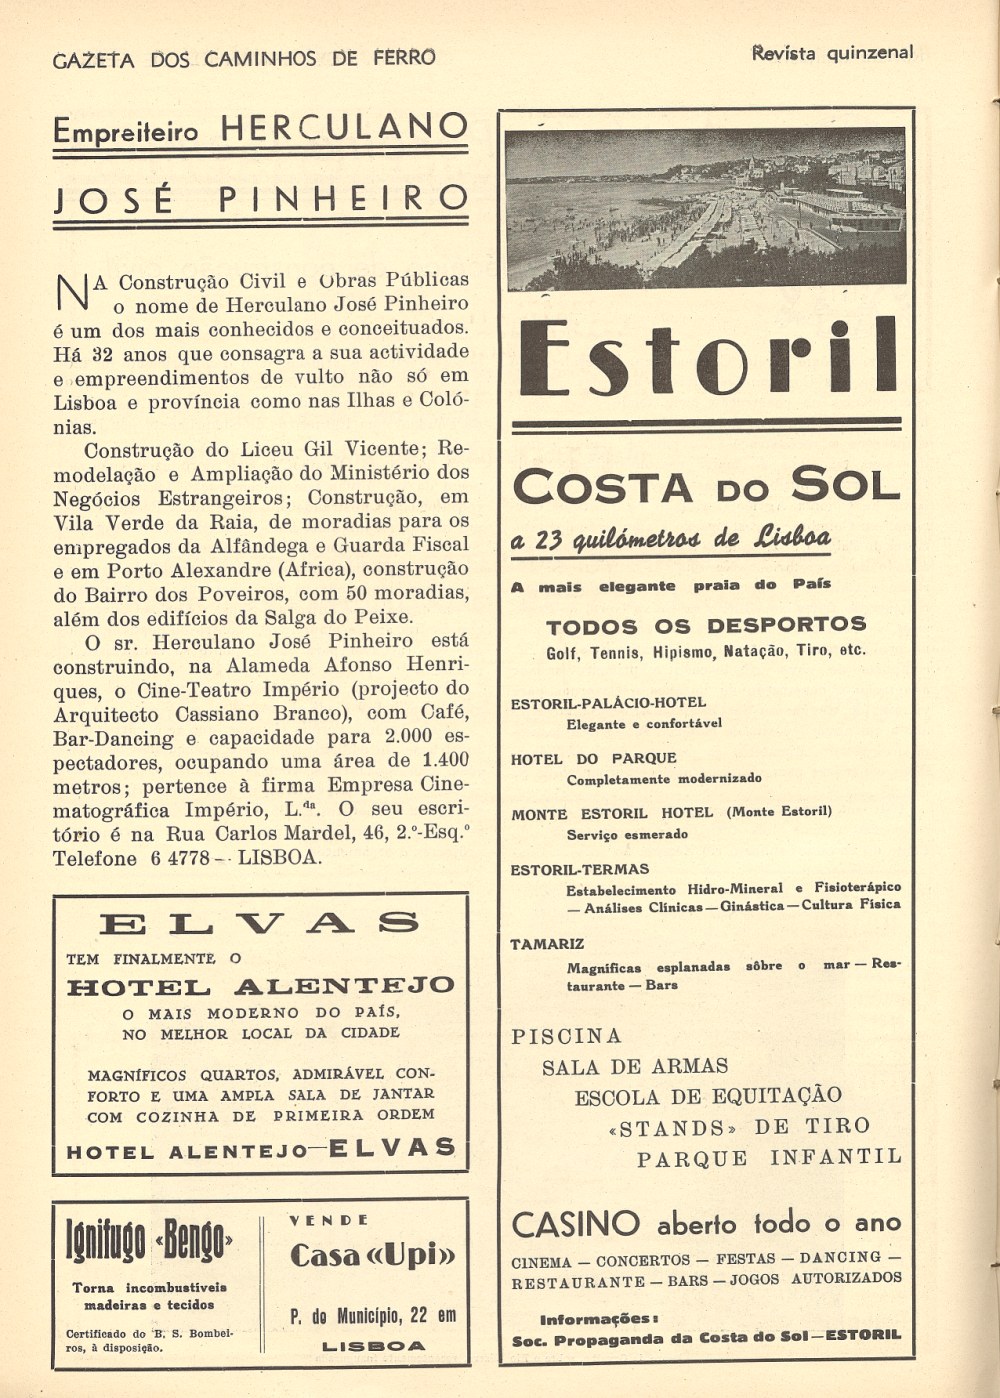 GAZETA DOS CAMINHOS DE FERRO
Revista quinzenal
Empreiteiro HERCULANO
JOSÉ PINHEIRO
NA Construção Civil e Obras Públicas
o nome de Herculano José Pinheiro
é um dos mais conhecidos e conceituados.
Há 32 anos que consagra a sua actividade
e empreendimentos de vulto não só em
Lisboa e província como nas Ilhas e Coló-
nias.
Construção do Liceu Gil Vicente; Re-
modelação e Ampliação do Ministério dos
Negócios Estrangeiros; Construção, em
Vila Verde da Raia, de moradias para os
empregados da Alfândega e Guarda Fiscal
e em Porto Alexandre (Africa), construção
do Bairro dos Poveiros, com 50 moradias,
além dos edifícios da Salga do Peixe.
O sr. Herculano José Pinheiro está
construindo, na Alameda Afonso Henri-
ques, o Cine-Teatro Império (projecto do
Arquitecto Cassiano Branco), com Café,
Bar-Dancing e capacidade para 2.000 es-
pectadores, ocupando uma área de 1.400
metros; pertence à firma Empresa Cine-
matográfica Império, L.da. O seu escri-
tório é na Rua Carlos Mardel, 46, 2.º-Esq.º
Telefone 6 4778 — LISBOA.
ELVAS
TEM FINALMENTE O
HOTEL ALENTEJO
O MAIS MODERNO DO PAÍS,
NO MELHOR LOCAL DA CIDADE
MAGNÍFICOS QUARTOS, ADMIRÁVEL CON-
FORTO E UMA AMPLA SALA DE JANTAR
COM COZINHA DE PRIMEIRA ORDEM
HOTEL ALENTEJO—ELVAS
Ignifugo «Bengo»
Torna incombustíveis
madeiras e tecidos
Certificado do B. S. Bombei-
ros, à disposição.
VENDE
Casa «Upi»
P. do Município, 22 em
LISBOA
Estoril
COSTA DO SOL
a 23 quilómetros de Lisboa
A mais elegante praia do País
TODOS OS DESPORTOS
Golf, Tennis, Hipismo, Natação, Tiro, etc.
ESTORIL-PALÁCIO-HOTEL
Elegante e confortável
HOTEL DO PARQUE
Completamente modernizado
MONTE ESTORIL HOTEL (Monte Estoril)
Serviço esmerado
ESTORIL-TERMAS
Estabelecimento Hidro-Mineral e Fisioterápico
— Análises Clínicas — Ginástica — Cultura Física
TAMARIZ
Magníficas esplanadas sôbre o mar — Res-
taurante — Bars
PISCINA
SALA DE ARMAS
ESCOLA DE EQUITAÇÃO
«STANDS» DE TIRO
PARQUE INFANTIL
CASINO aberto todo o ano
CINEMA — CONCERTOS — FESTAS — DANCING —
RESTAURANTE — BARS — JOGOS AUTORIZADOS
Informações:
Soc. Propaganda da Costa do Sol — ESTORIL